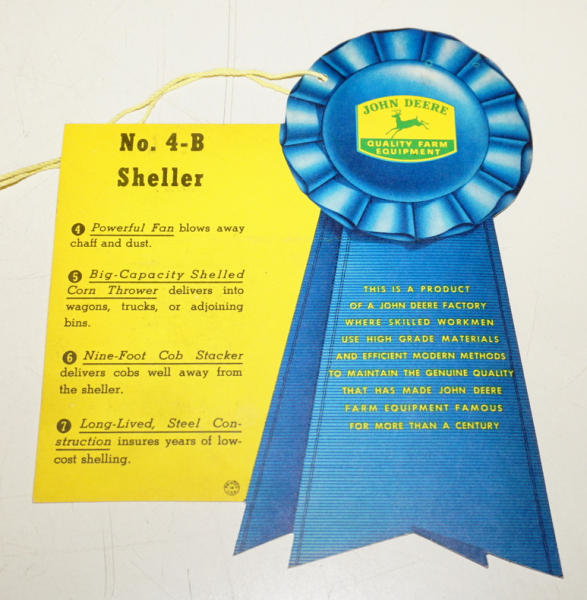 No. 4-B
Sheller
4 Powerful Fan blows away
chaff and dust.
5 Big-Capacity Shelled
Corn Thrower delivers into
wagons, trucks, or adjoining
bins.
6 Nine-Foot Cob Stacker
delivers cobs well away from
the sheller.
7 Long-Lived, Steel Con-
struction insures years of low-
cost shelling.
JOHN DEERE
QUALITY FARM
EQUIPMENT
THIS IS A PRODUCT
OF A JOHN DEERE FACTORY
WHERE SKILLED WORKMEN
USE HIGH GRADE MATERIALS
AND EFFICIENT MODERN METHODS
TO MAINTAIN THE GENUINE QUALITY
THAT HAS MADE JOHN DEERE
FARM EQUIPMENT FAMOUS
FOR MORE THAN A CENTURY